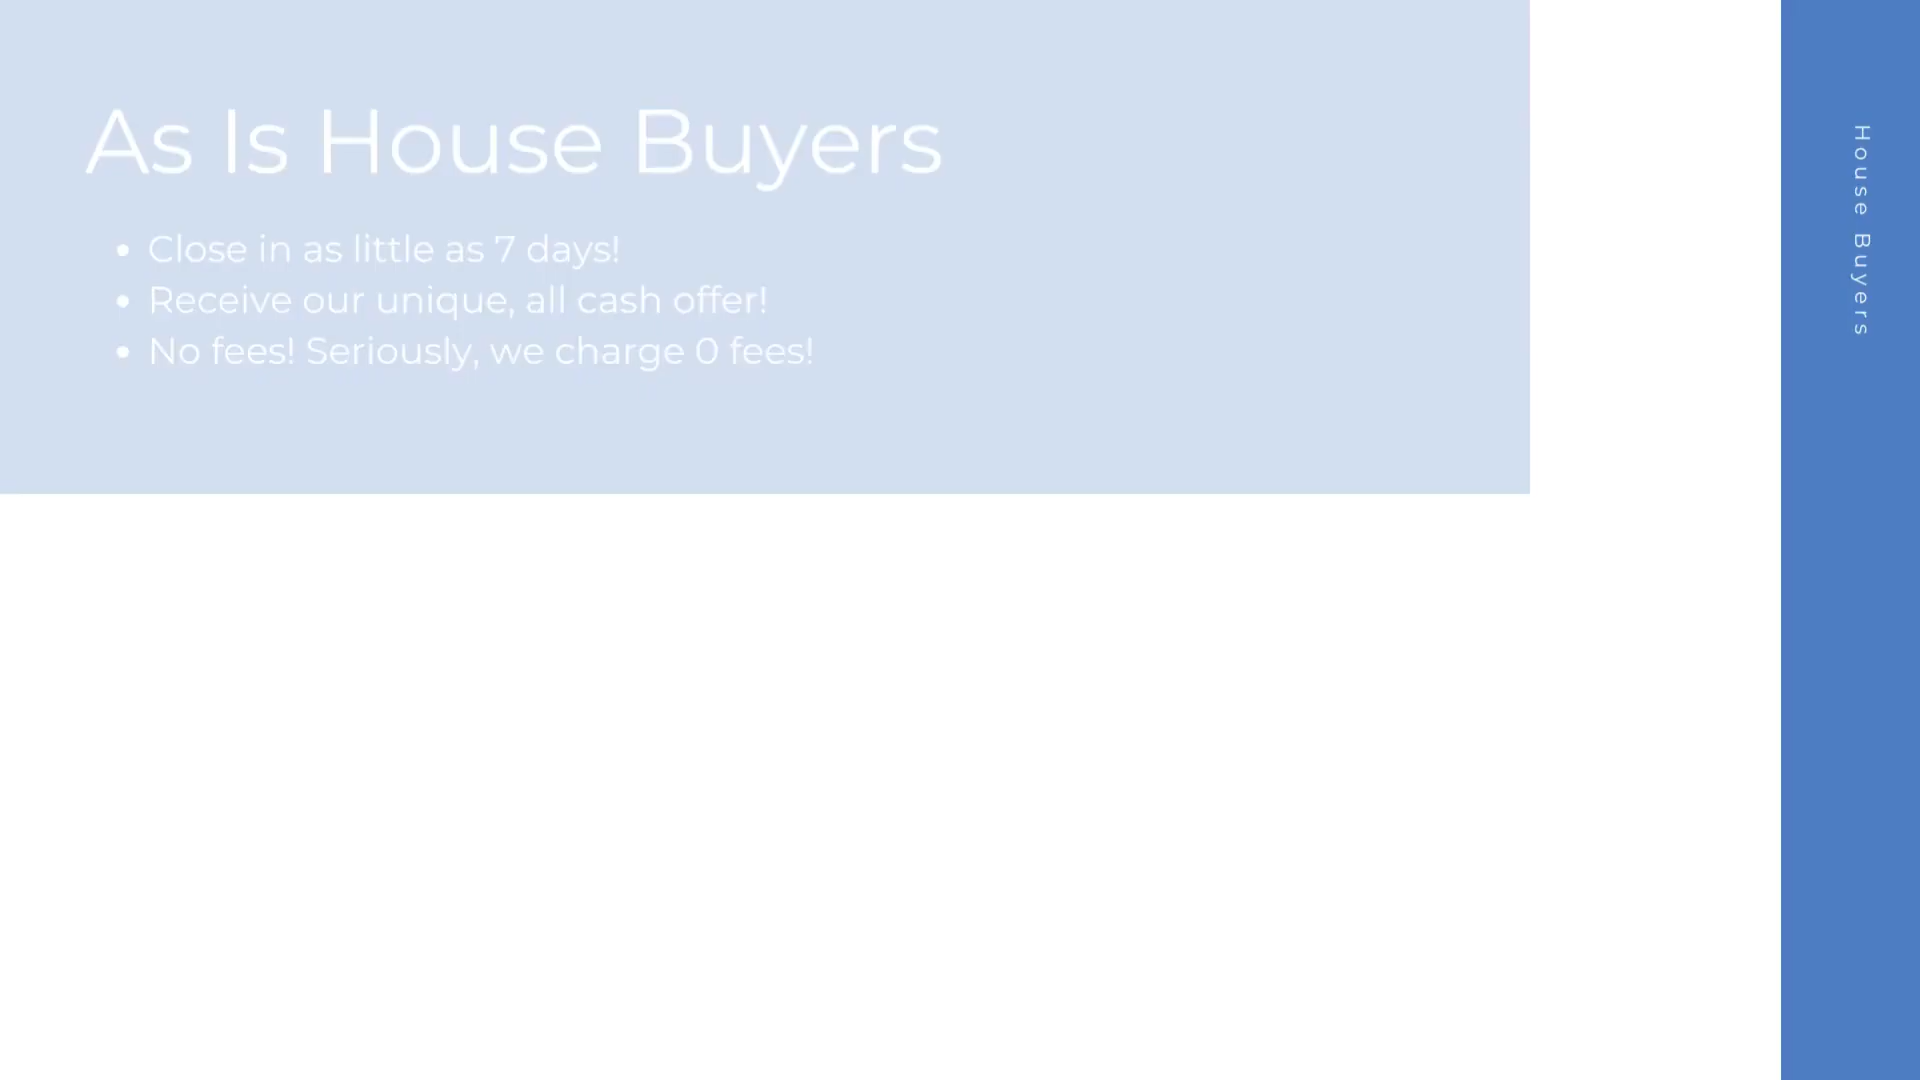 As Is House Buyers
• Close in as little as 7 days!
• Receive our unique, all cash offer!
• No fees! Seriously, we charge 0 fees!
House Buyers